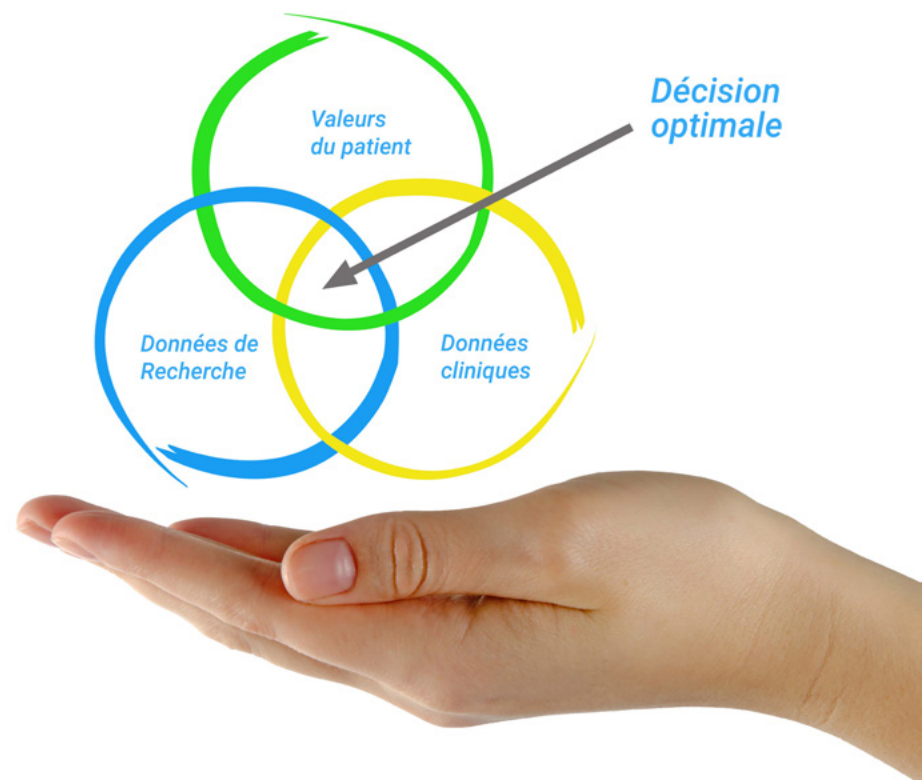 Valeurs
du patient
Décision
optimale
Données de
Recherche
Données
cliniques